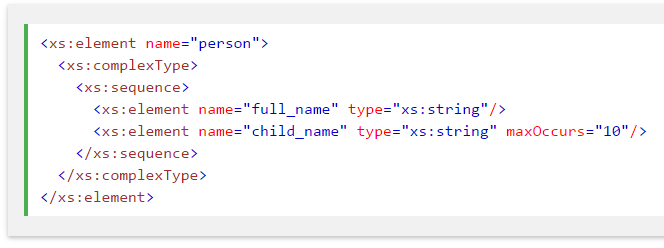 <xs:element name="person">
  <xs:complexType>
    <xs:sequence>
      <xs:element name="full_name" type="xs:string"/>
      <xs:element name="child_name" type="xs:string" maxOccurs="10"/>
    </xs:sequence>
  </xs:complexType>
</xs:element>